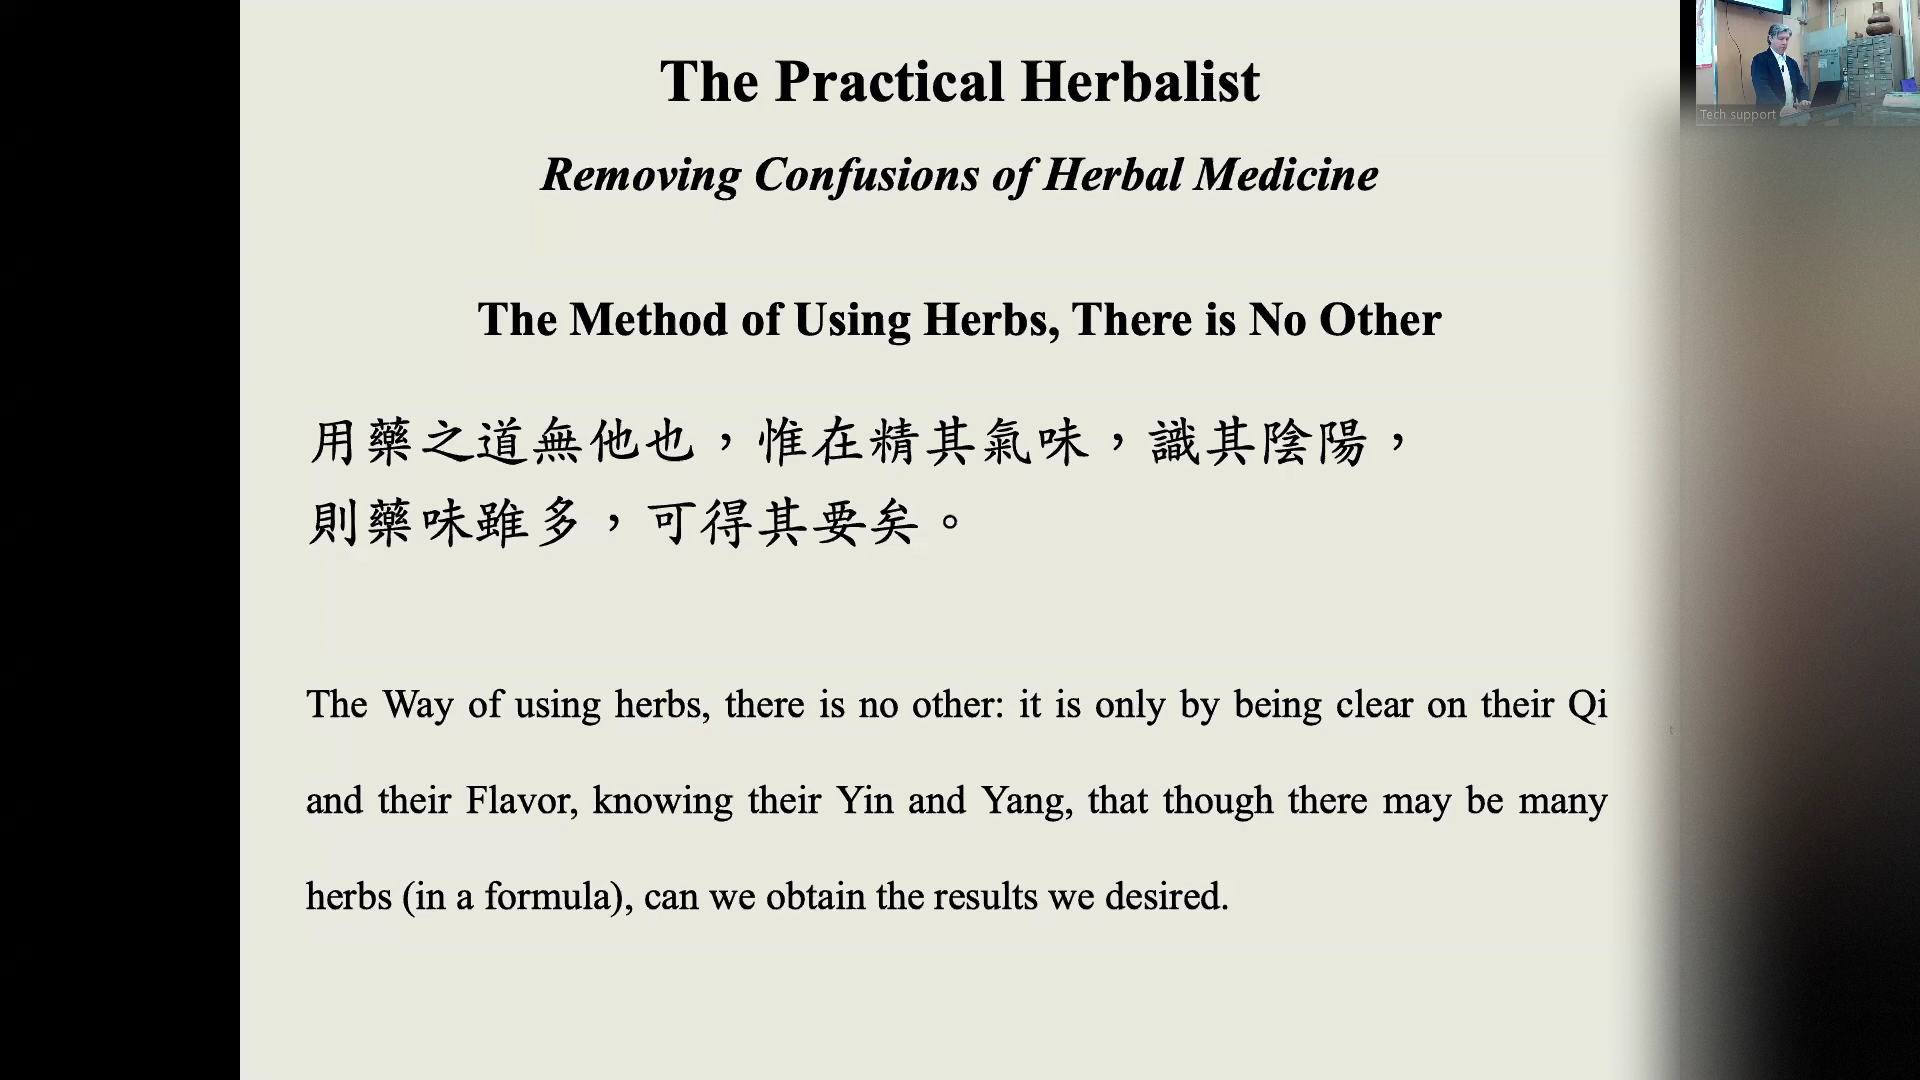 The Practical Herbalist
Removing Confusions of Herbal Medicine
The Method of Using Herbs, There is No Other
用藥之道無他也，惟在精其氣味，識其陰陽，
則藥味雖多，可得其要矣。
The Way of using herbs, there is no other: it is only by being clear on their Qi
and their Flavor, knowing their Yin and Yang, that though there may be many
herbs (in a formula), can we obtain the results we desired.
Tech support